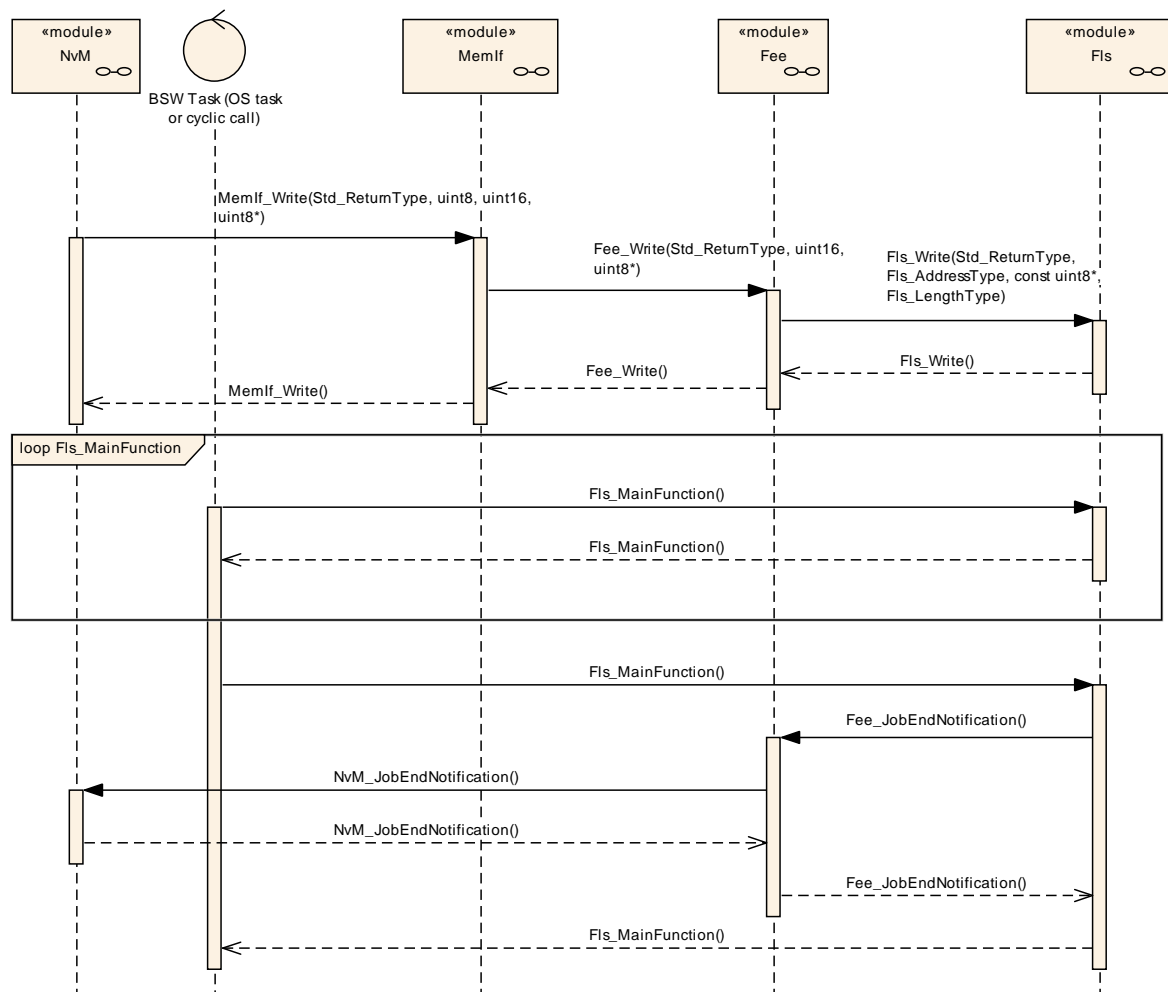 «module»
NvM
BSW Task (OS task
or cyclic call)
«module»
MemIf
«module»
Fee
«module»
Fls
MemIf_Write(Std_ReturnType, uint8, uint16,
uint8*)
Fee_Write(Std_ReturnType, uint16,
uint8*)
Fls_Write(Std_ReturnType,
Fls_AddressType, const uint8*,
Fls_LengthType)
Fls_Write()
Fee_Write()
MemIf_Write()
loop Fls_MainFunction
Fls_MainFunction()
Fls_MainFunction()
Fls_MainFunction()
Fee_JobEndNotification()
NvM_JobEndNotification()
NvM_JobEndNotification()
Fee_JobEndNotification()
Fls_MainFunction()